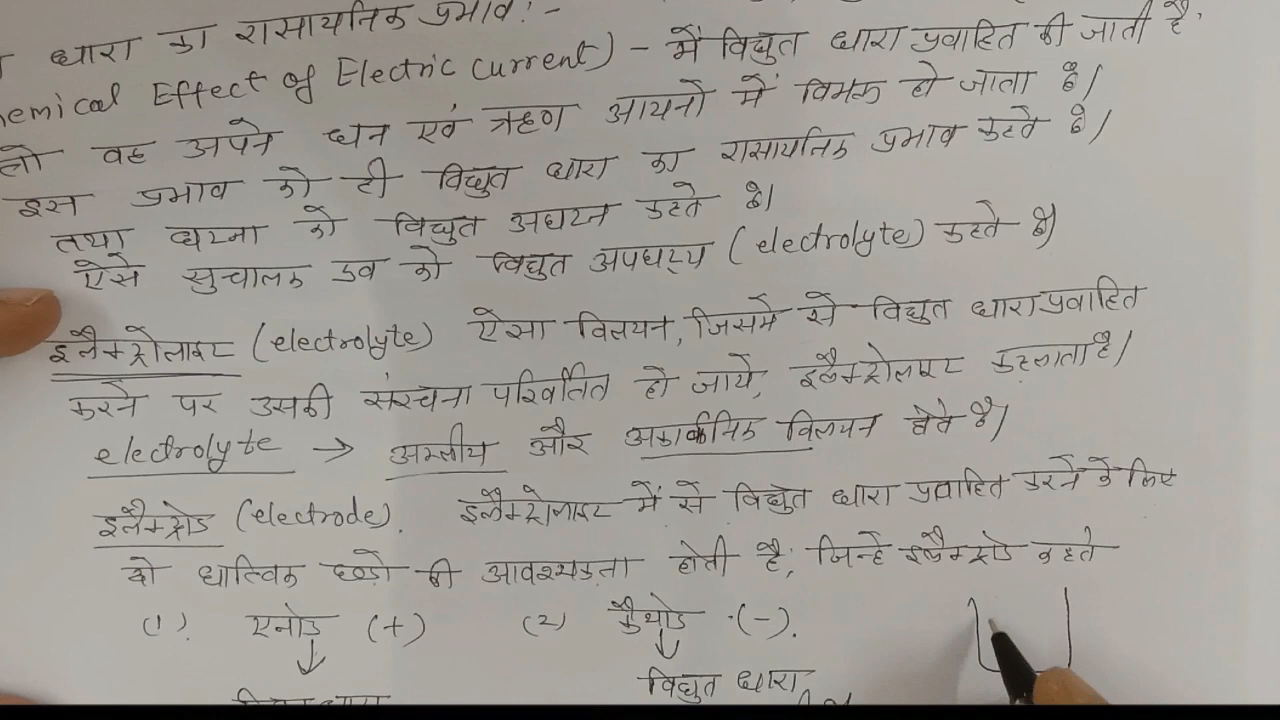 धारा का रासायनिक प्रभाव:-
emical Effect of Electric current) - में विद्युत धारा प्रवाहित की जाती है
तो वह अपने धन एवं ऋण आयनों में विभक्त हो जाता है।
इस प्रभाव को ही विद्युत धारा का रासायनिक प्रभाव कहते है।
तथा घटना को विद्युत अघटन कहते है।
ऐसे सुचालक द्रव को विद्युत अपघट्य (electrolyte) कहते है।
इलैक्ट्रोलाइट (electrolyte) ऐसा विलयन, जिसमें से विद्युत धारा प्रवाहित
करने पर उसकी संरचना परिवर्तित हो जाये, इलैक्ट्रोलाइट कहलाता है।
electrolyte → अम्लीय और अकार्बनिक विलयन होते है।
इलैक्ट्रोड (electrode). इलैक्ट्रोलाइट में से विद्युत धारा प्रवाहित करने के लिए
दो धात्विक छडो की आवश्यकता होती है, जिन्हे इलैक्ट्रोड कहते
(1). एनोड (+) (2) कैथोड (-).
विद्युत धारा